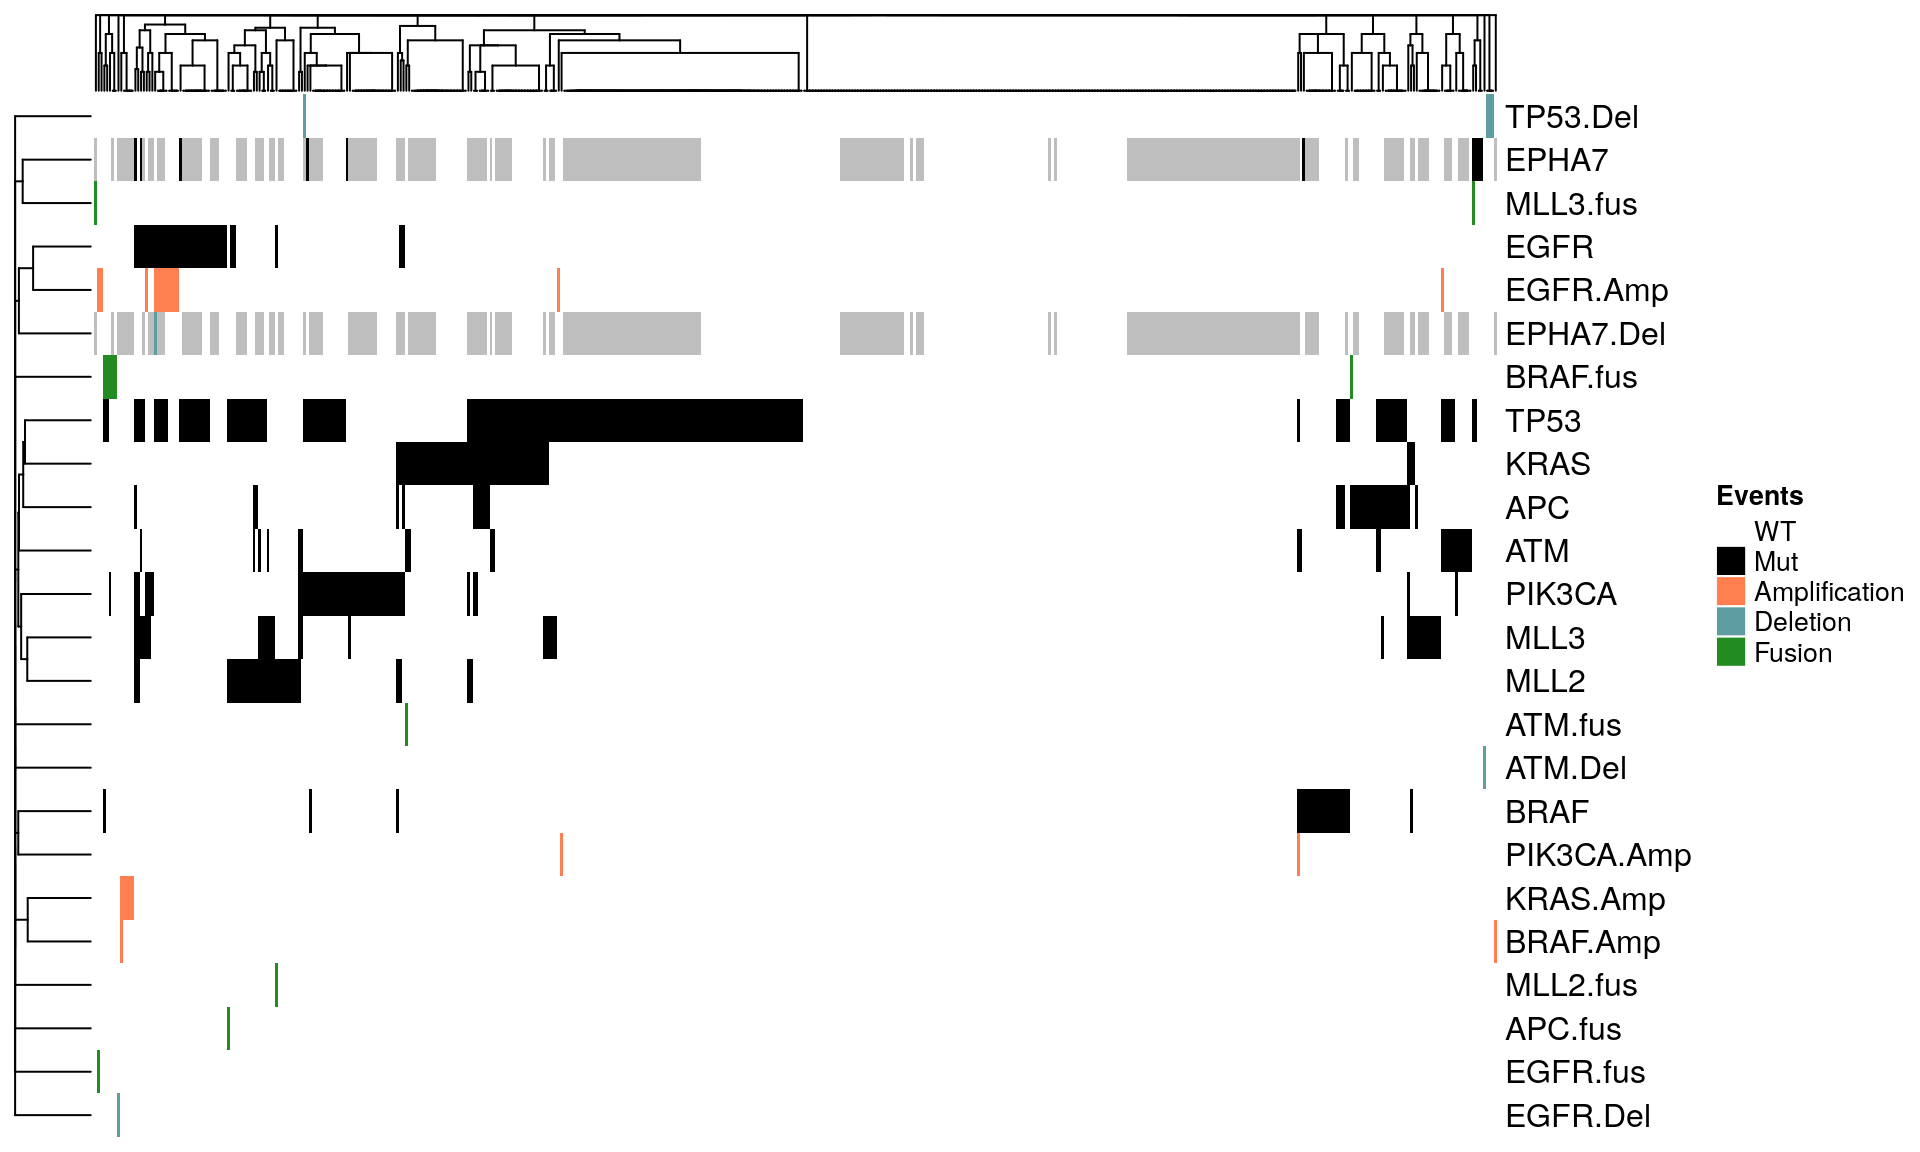 TP53.Del
EPHA7
MLL3.fus
EGFR
EGFR.Amp
EPHA7.Del
BRAF.fus
TP53
KRAS
APC
ATM
PIK3CA
MLL3
MLL2
ATM.fus
ATM.Del
BRAF
PIK3CA.Amp
KRAS.Amp
BRAF.Amp
MLL2.fus
APC.fus
EGFR.fus
EGFR.Del
Events
WT
Mut
Amplification
Deletion
Fusion